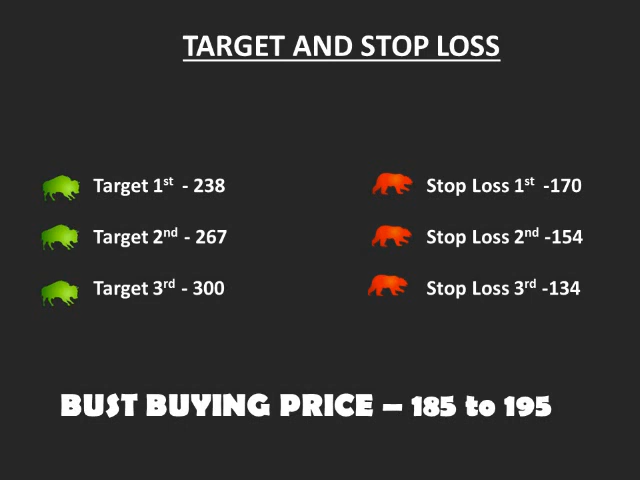 TARGET AND STOP LOSS
Target 1st - 238
Stop Loss 1st -170
Target 2nd - 267
Stop Loss 2nd -154
Target 3rd - 300
Stop Loss 3rd -134
BUST BUYING PRICE – 185 to 195